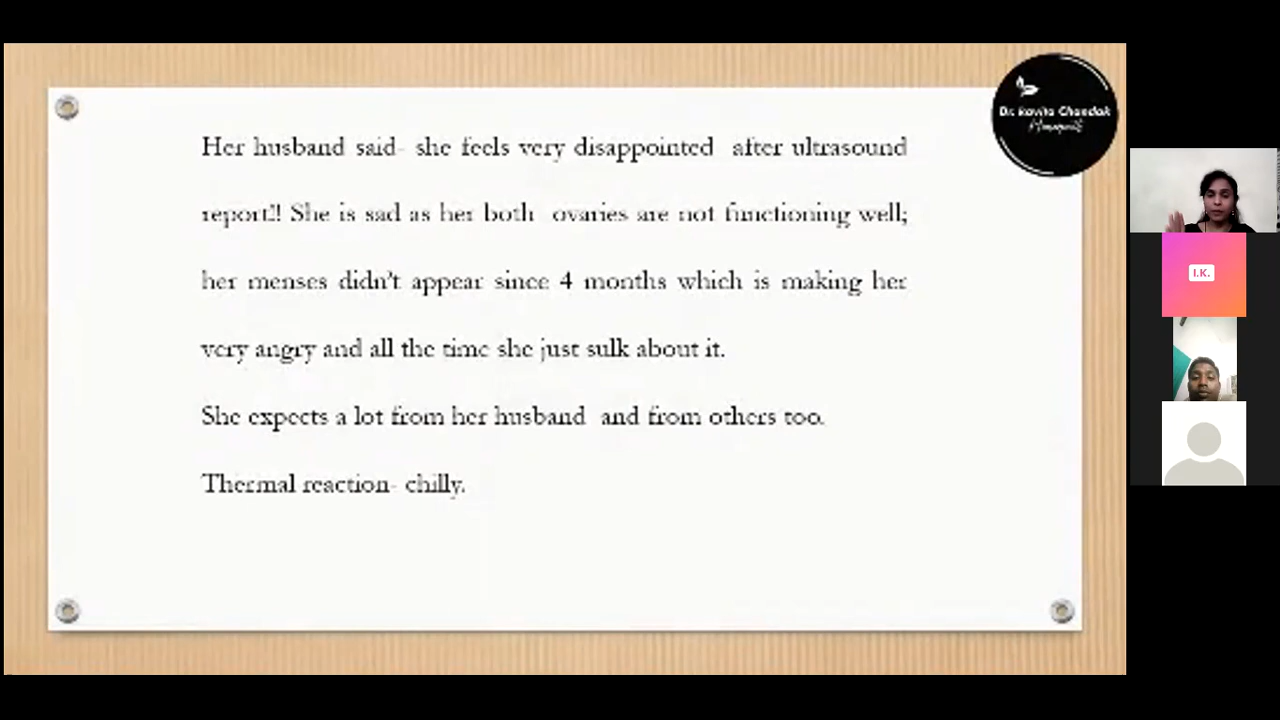 Her husband said- she feels very disappointed after ultrasound
report!! She is sad as her both ovaries are not functioning well;
her menses didn't appear since 4 months which is making her
very angry and all the time she just sulk about it.
She expects a lot from her husband and from others too.
Thermal reaction- chilly.
Dr. Kavita Chandak
I.K.